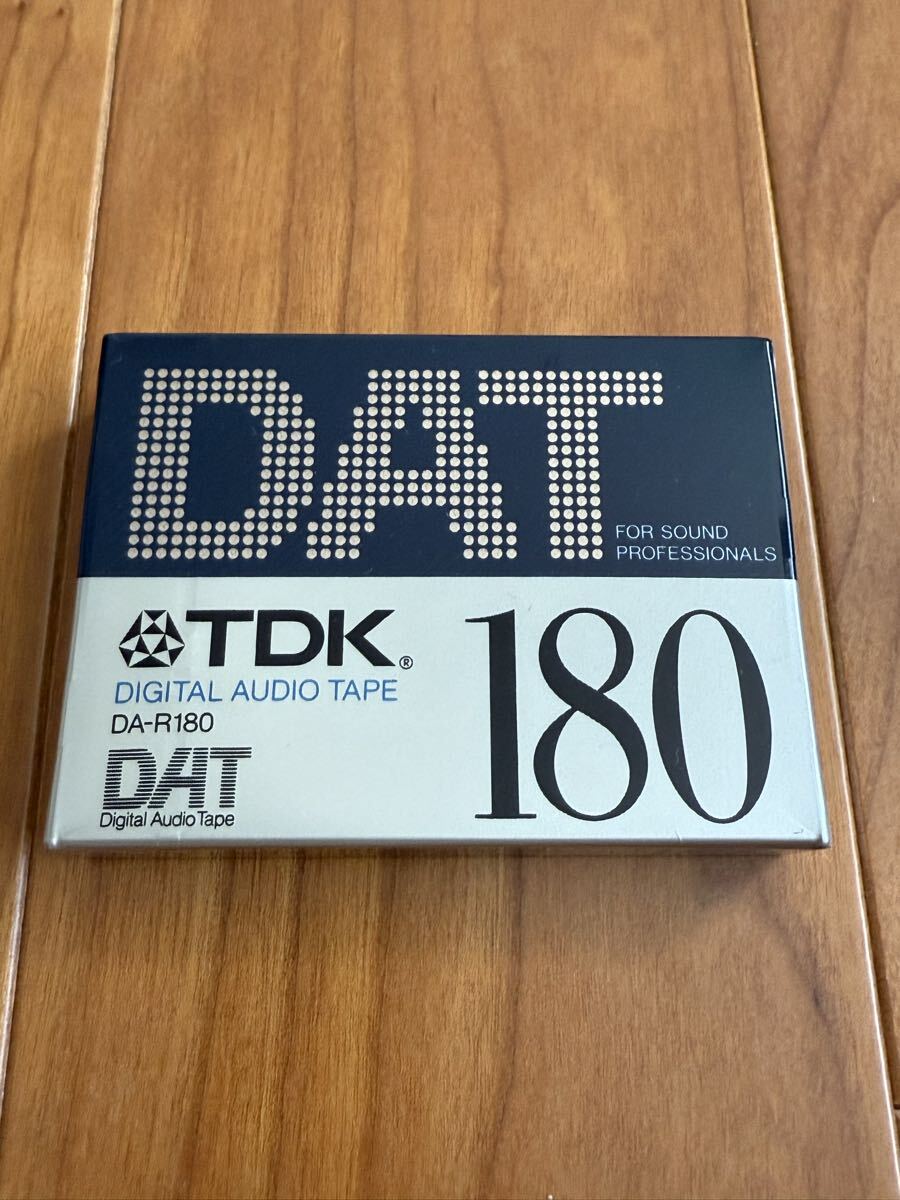 DAT
FOR SOUND
PROFESSIONALS
TDK®
DIGITAL AUDIO TAPE
DA-R180
DAT
Digital Audio Tape
180